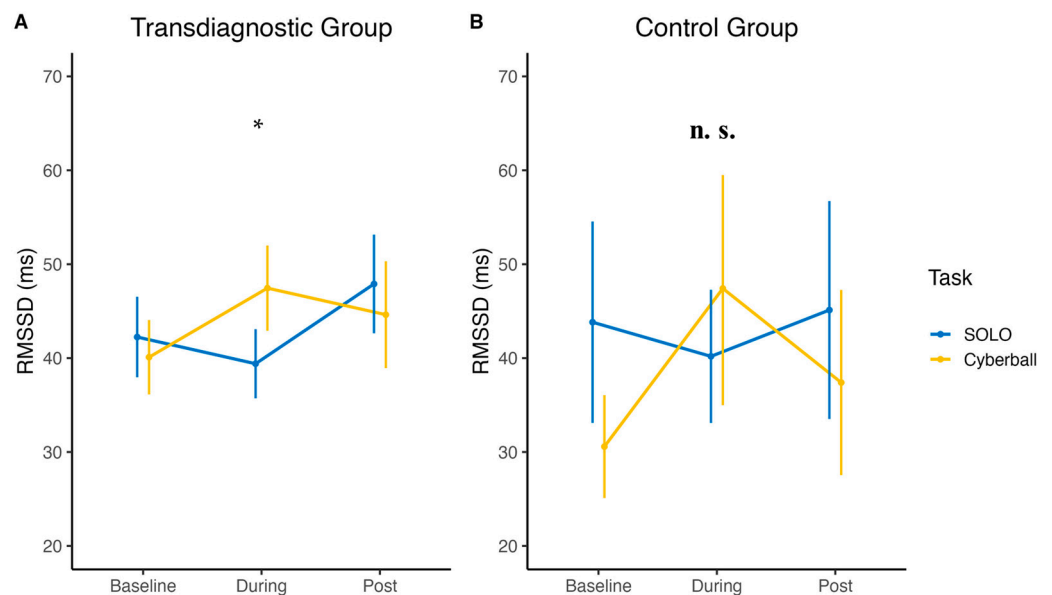 A
Transdiagnostic Group
RMSSD (ms)
70
60
50
40
30
20
*
Baseline
During
Post
B
Control Group
RMSSD (ms)
70
60
50
40
30
20
n. s.
Baseline
During
Post
Task
SOLO
Cyberball